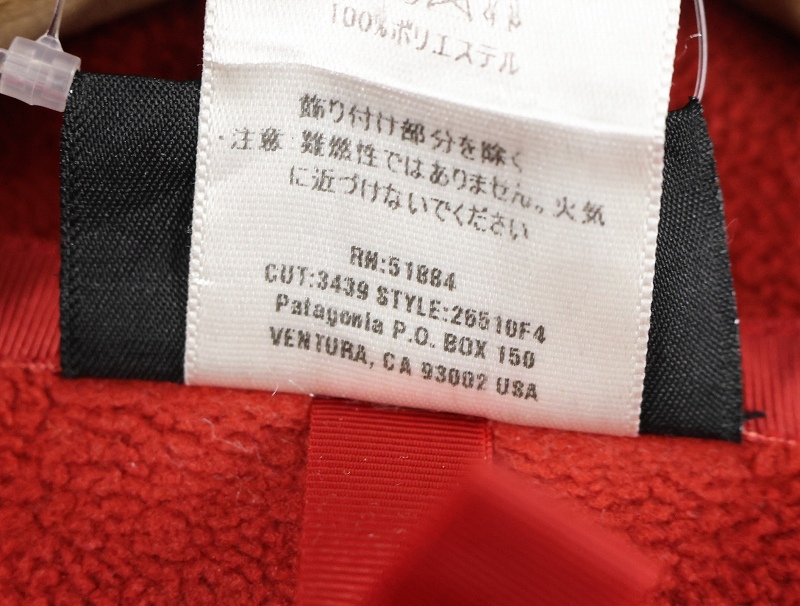 100%ポリエステル
飾り付け部分を除く
・注意 難燃性ではありません。火気
に近づけないでください
RN:51884
CUT:3439 STYLE:26510F4
Patagonia P.O. BOX 150
VENTURA, CA 93002 USA